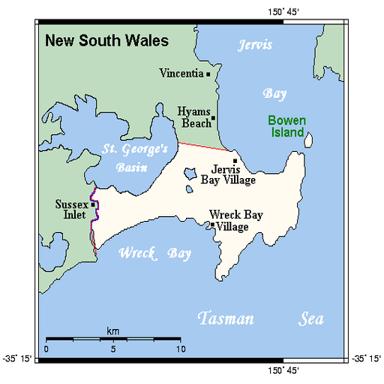 150° 45'
New South Wales
Jervis
Vincentia
Bay
Hyams
Beach
Bowen
Island
St. George's
Basin
Jervis
Bay Village
Sussex
Inlet
Wreck Bay
Village
Wreck Bay
Tasman Sea
km
0 5 10
-35° 15'
-35° 15'
150° 45'